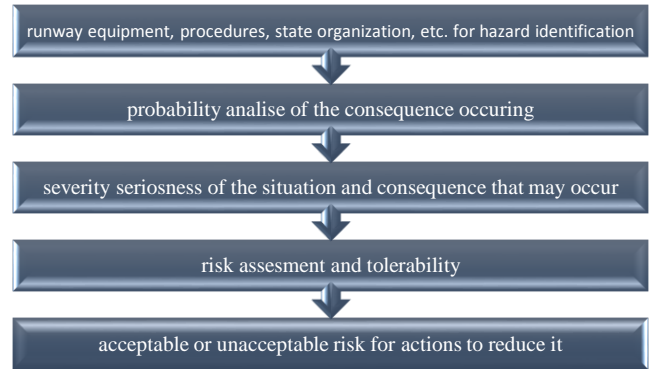 runway equipment, procedures, state organization, etc. for hazard identification
probability analise of the consequence occuring
severity seriosness of the situation and consequence that may occur
risk assesment and tolerability
acceptable or unacceptable risk for actions to reduce it